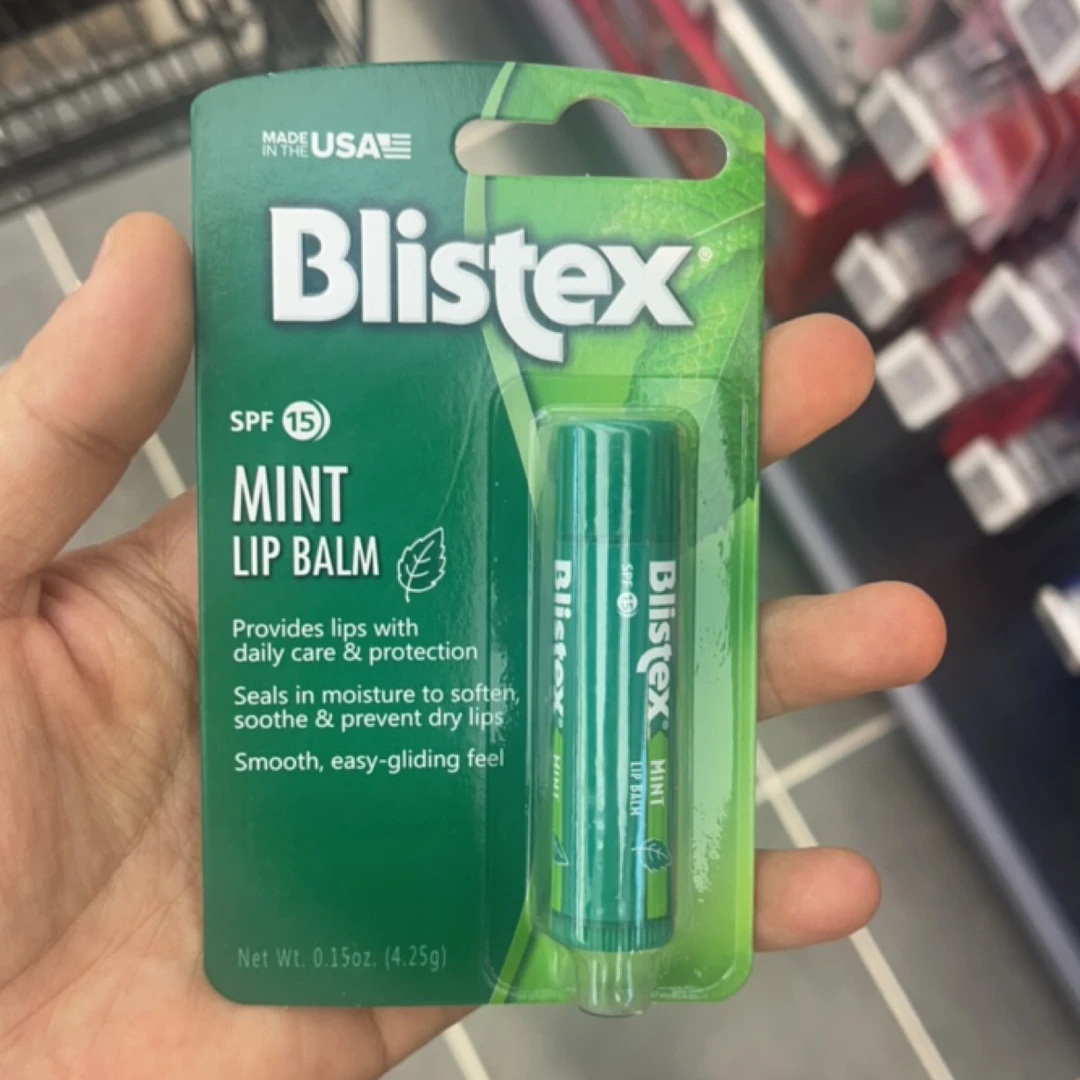 MADE
IN THE USA
Blistex®
SPF 15
MINT
LIP BALM
Provides lips with
daily care & protection
Seals in moisture to soften,
soothe & prevent dry lips
Smooth, easy-gliding feel
Net Wt. 0.15oz. (4.25g)
Blistex MINT
SPF 15
Blistex MINT
LIP BALM